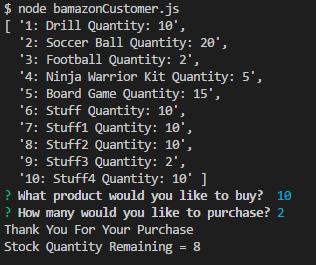 $ node bamazonCustomer.js
[ '1: Drill Quantity: 10',
'2: Soccer Ball Quantity: 20',
'3: Football Quantity: 2',
'4: Ninja Warrior Kit Quantity: 5',
'5: Board Game Quantity: 15',
'6: Stuff Quantity: 10',
'7: Stuff1 Quantity: 10',
'8: Stuff2 Quantity: 10',
'9: Stuff3 Quantity: 2',
'10: Stuff4 Quantity: 10' ]
? What product would you like to buy? 10
? How many would you like to purchase? 2
Thank You For Your Purchase
Stock Quantity Remaining = 8